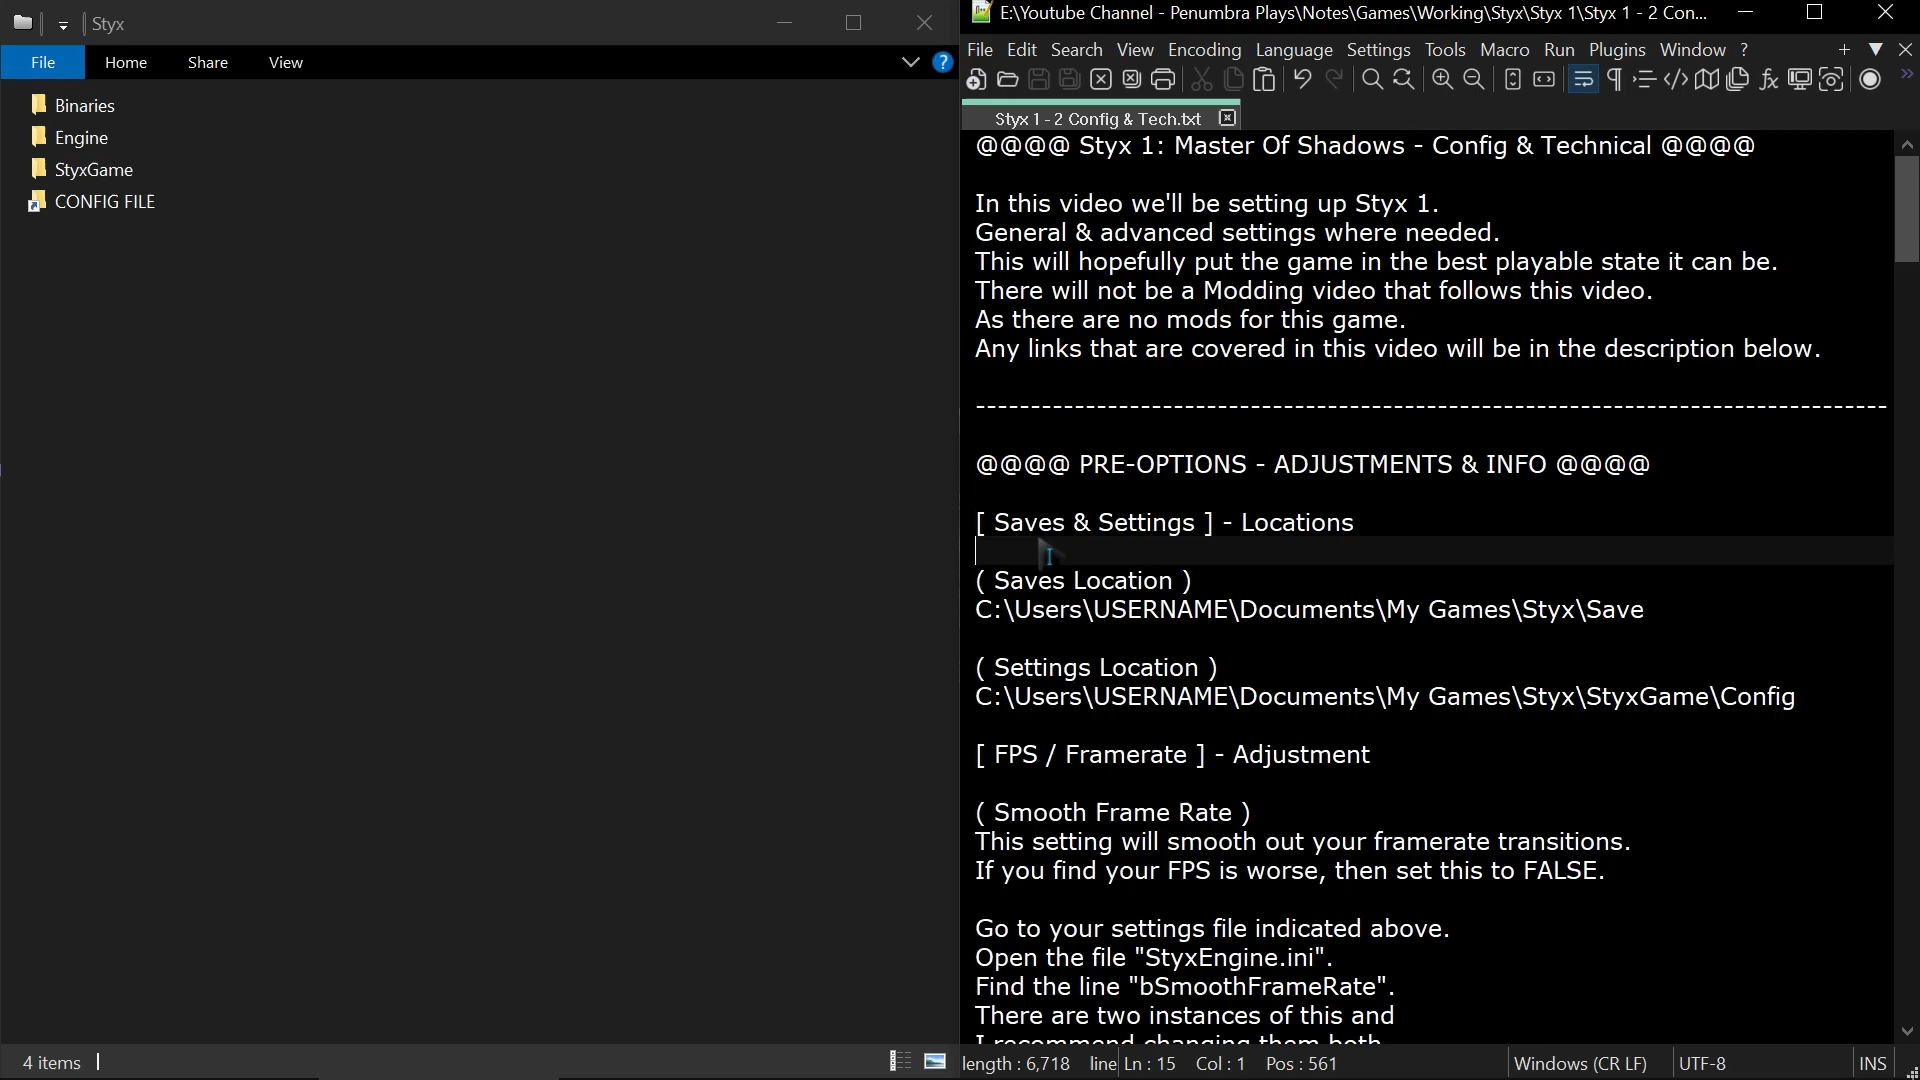 Styx
File Home Share View
Binaries
Engine
StyxGame
CONFIG FILE
4 items
E:\Youtube Channel - Penumbra Plays\Notes\Games\Working\Styx\Styx 1\Styx 1 - 2 Con...
File Edit Search View Encoding Language Settings Tools Macro Run Plugins Window ?
Styx 1 - 2 Config & Tech.txt
@@@@ Styx 1: Master Of Shadows - Config & Technical @@@@
In this video we'll be setting up Styx 1.
General & advanced settings where needed.
This will hopefully put the game in the best playable state it can be.
There will not be a Modding video that follows this video.
As there are no mods for this game.
Any links that are covered in this video will be in the description below.
------------------------------------------------------------------------------------
@@@@ PRE-OPTIONS - ADJUSTMENTS & INFO @@@@
[ Saves & Settings ] - Locations
( Saves Location )
C:\Users\USERNAME\Documents\My Games\Styx\Save
( Settings Location )
C:\Users\USERNAME\Documents\My Games\Styx\StyxGame\Config
[ FPS / Framerate ] - Adjustment
( Smooth Frame Rate )
This setting will smooth out your framerate transitions.
If you find your FPS is worse, then set this to FALSE.
Go to your settings file indicated above.
Open the file "StyxEngine.ini".
Find the line "bSmoothFrameRate".
There are two instances of this and
I recommend changing them both
length : 6,718 line Ln : 15 Col : 1 Pos : 561 Windows (CR LF) UTF-8 INS